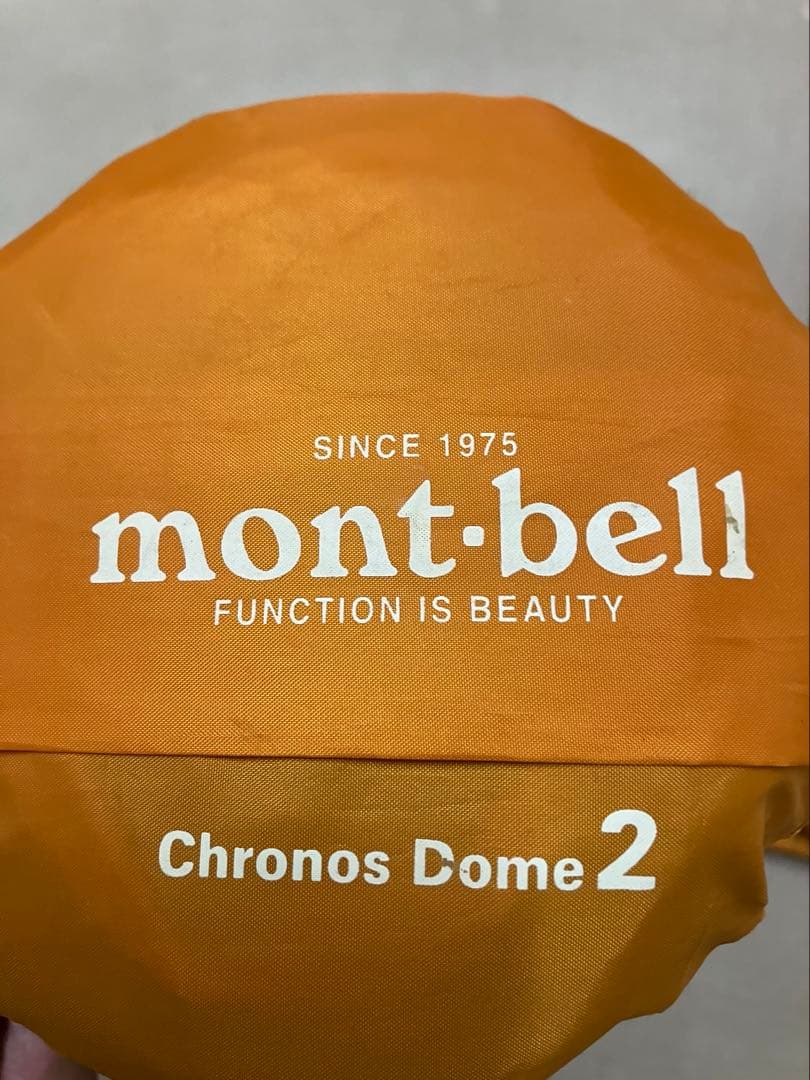 SINCE 1975
mont·bell
FUNCTION IS BEAUTY
Chronos Dome 2